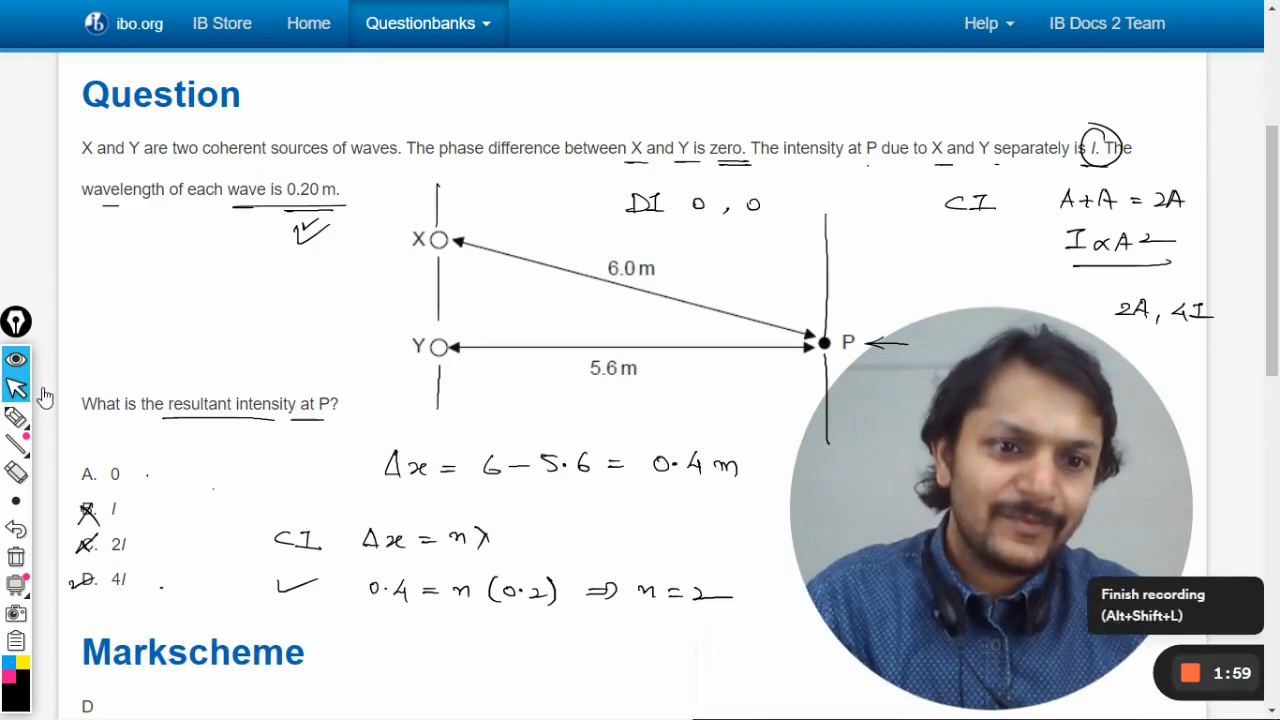 ibo.org IB Store Home Questionbanks Help IB Docs 2 Team
Question
X and Y are two coherent sources of waves. The phase difference between X and Y is zero. The intensity at P due to X and Y separately is I. The
wavelength of each wave is 0.20 m.
DI 0 , 0
CI A + A = 2A
I ∝ A²
2A, 4I
X
6.0 m
Y
P
5.6 m
What is the resultant intensity at P?
Δx = 6 − 5.6 = 0.4 m
A. 0
B. I
C. 2I
D. 4I
CI Δx = nλ
0.4 = n (0.2) ⇒ n = 2
Markscheme
D
Finish recording
(Alt+Shift+L)
1:59